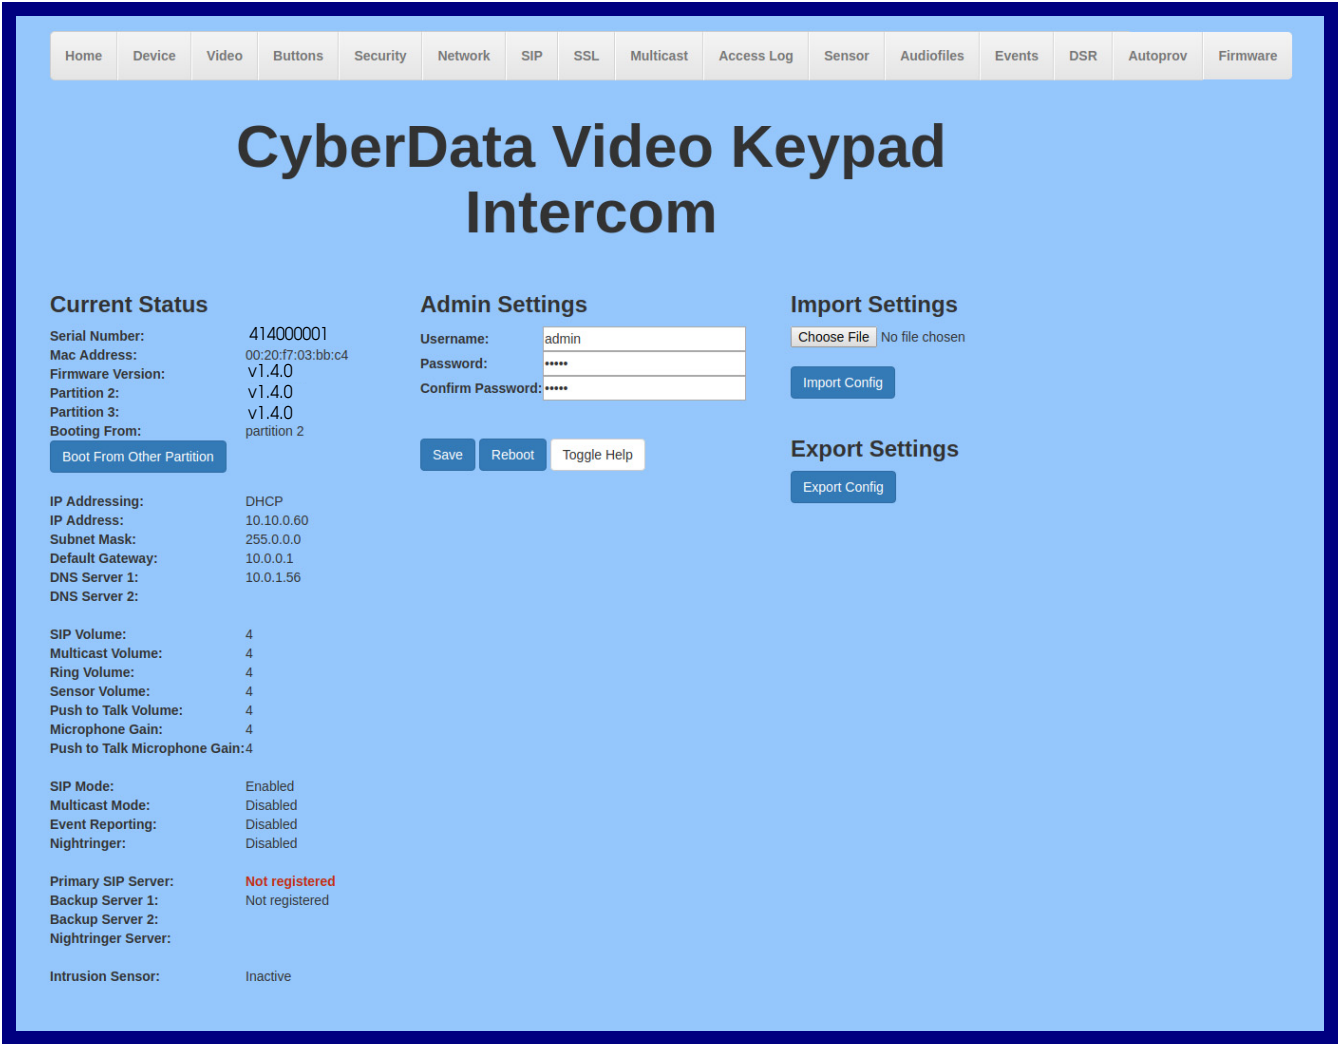 Home Device Video Buttons Security Network SIP SSL Multicast Access Log Sensor Audiofiles Events DSR Autoprov Firmware
CyberData Video Keypad
Intercom
Current Status
Serial Number: 414000001
Mac Address: 00:20:f7:03:bb:c4
Firmware Version: v1.4.0
Partition 2: v1.4.0
Partition 3: v1.4.0
Booting From: partition 2
Boot From Other Partition
IP Addressing: DHCP
IP Address: 10.10.0.60
Subnet Mask: 255.0.0.0
Default Gateway: 10.0.0.1
DNS Server 1: 10.0.1.56
DNS Server 2:
SIP Volume: 4
Multicast Volume: 4
Ring Volume: 4
Sensor Volume: 4
Push to Talk Volume: 4
Microphone Gain: 4
Push to Talk Microphone Gain: 4
SIP Mode: Enabled
Multicast Mode: Disabled
Event Reporting: Disabled
Nightringer: Disabled
Primary SIP Server: Not registered
Backup Server 1: Not registered
Backup Server 2:
Nightringer Server:
Intrusion Sensor: Inactive
Admin Settings
Username: admin
Password: •••••
Confirm Password: •••••
Save Reboot Toggle Help
Import Settings
Choose File No file chosen
Import Config
Export Settings
Export Config